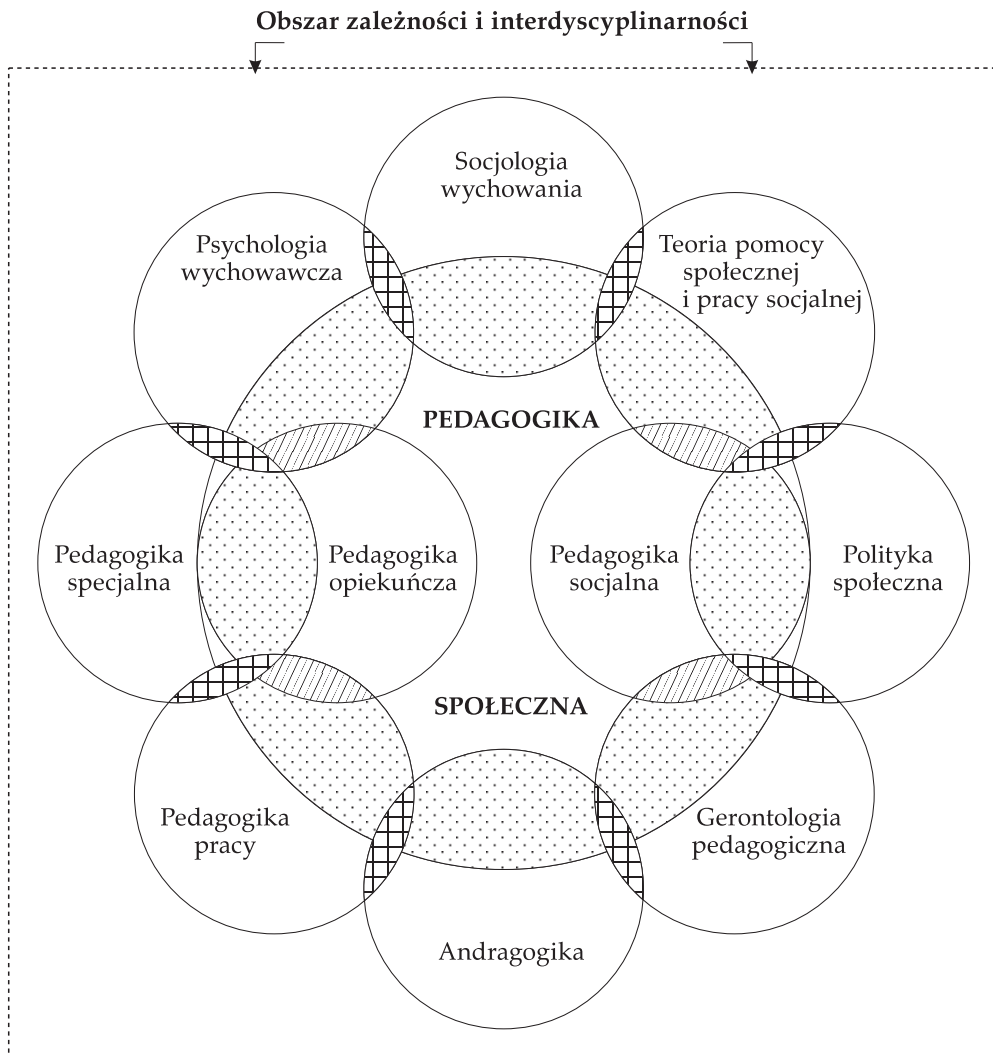 Obszar zależności i interdyscyplinarności
Socjologia
wychowania
Psychologia
wychowawcza
Teoria pomocy
społecznej
i pracy socjalnej
PEDAGOGIKA
Pedagogika
specjalna
Pedagogika
opiekuńcza
Pedagogika
socjalna
Polityka
społeczna
SPOŁECZNA
Pedagogika
pracy
Gerontologia
pedagogiczna
Andragogika